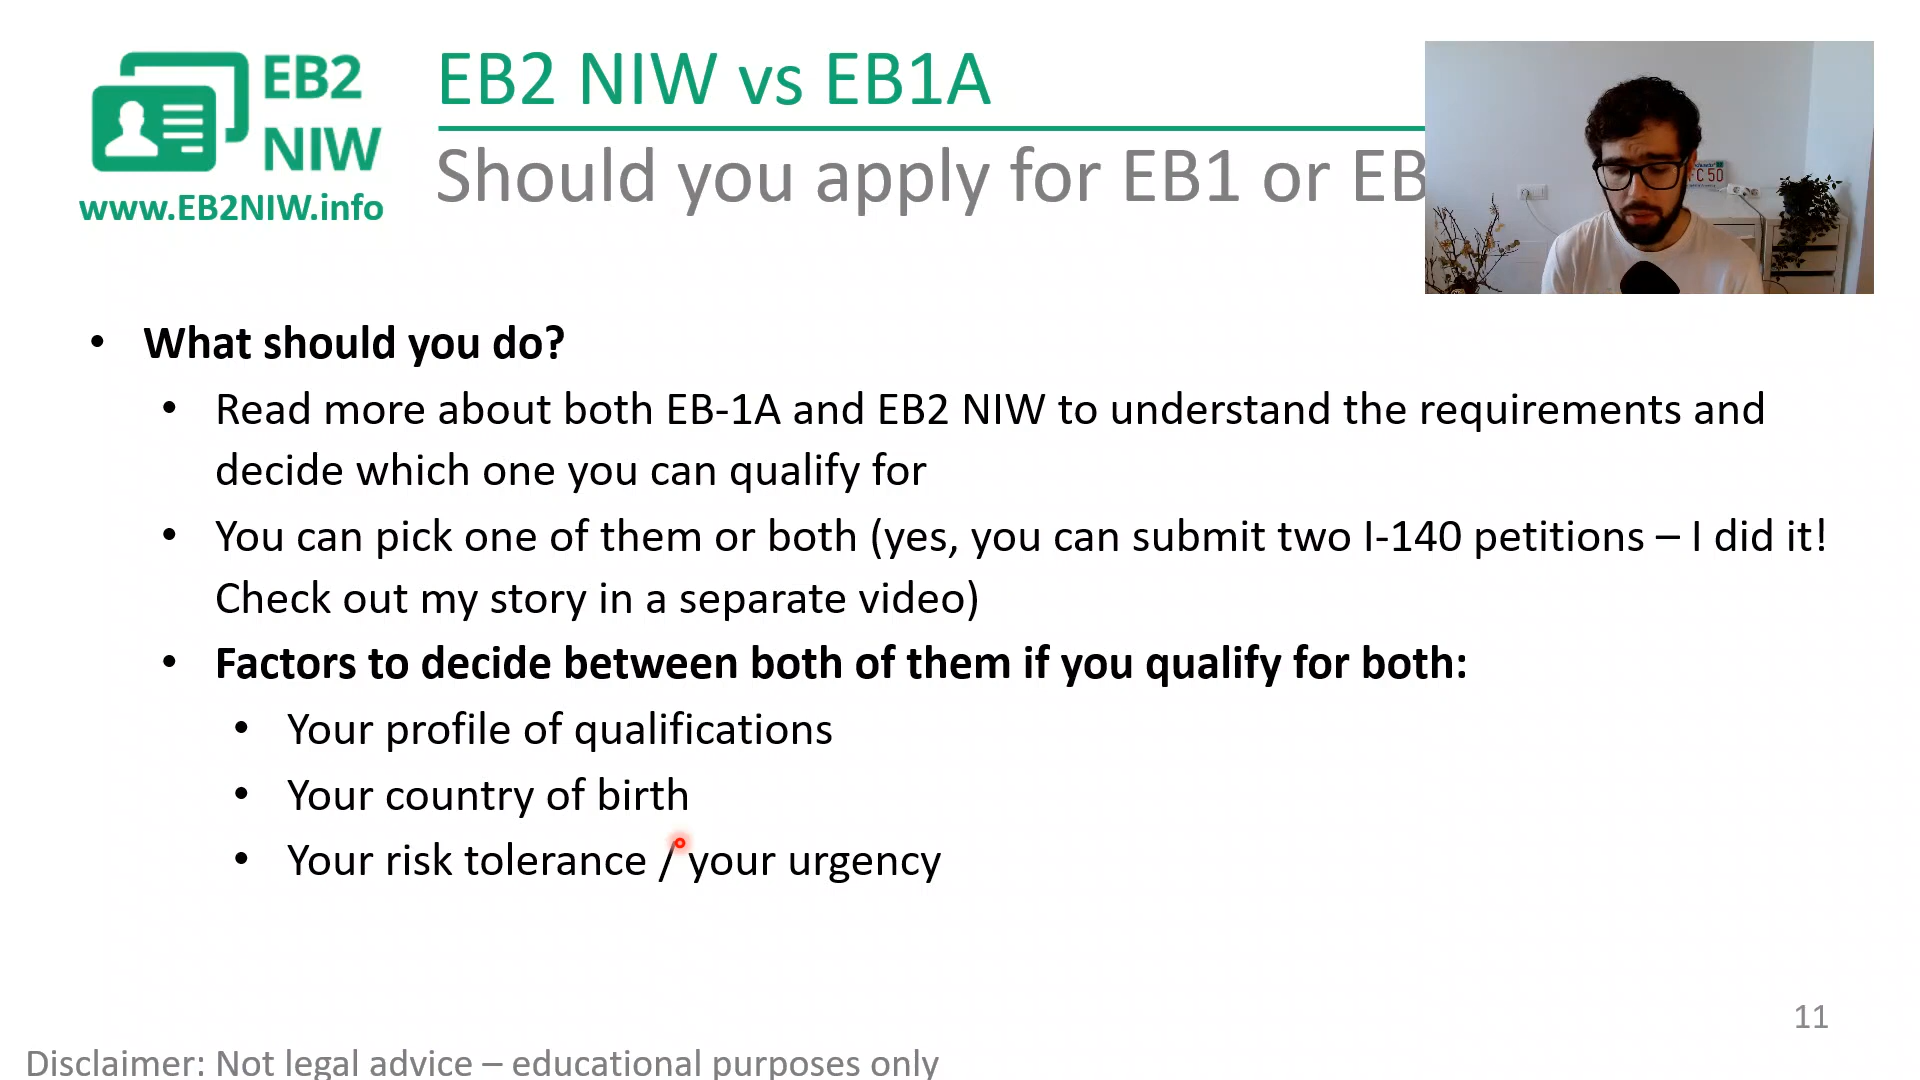 EB2
NIW
www.EB2NIW.info
EB2 NIW vs EB1A
Should you apply for EB1 or EB
C 50
• What should you do?
• Read more about both EB-1A and EB2 NIW to understand the requirements and
decide which one you can qualify for
• You can pick one of them or both (yes, you can submit two I-140 petitions – I did it!
Check out my story in a separate video)
• Factors to decide between both of them if you qualify for both:
• Your profile of qualifications
• Your country of birth
• Your risk tolerance / your urgency
11
Disclaimer: Not legal advice – educational purposes only